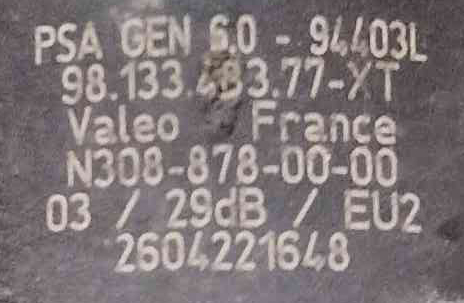 PSA GEN 6.0 - 94403L
98.133.483.77-XT
Valeo France
N308-878-00-00
03 / 29dB / EU2
2604221648